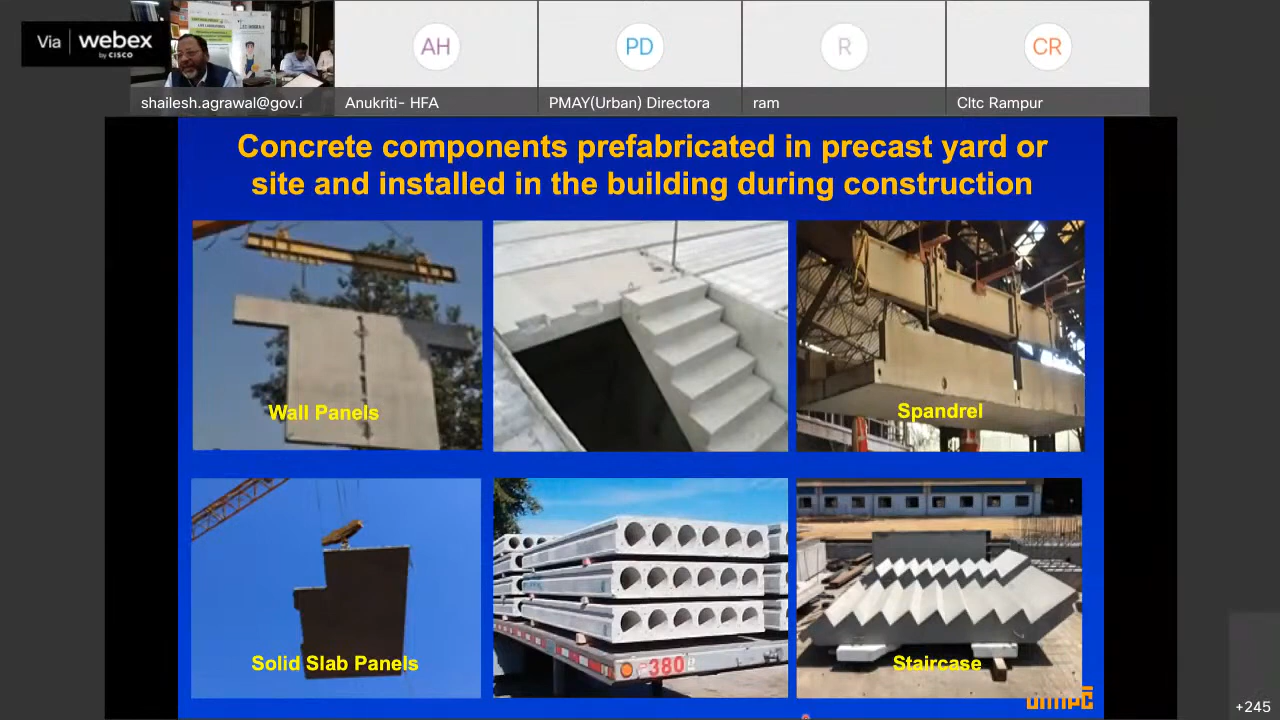 Via | webex
by CISCO
shailesh.agrawal@gov.i
AH
Anukriti- HFA
PD
PMAY(Urban) Directora
R
ram
CR
Cltc Rampur
Concrete components prefabricated in precast yard or
site and installed in the building during construction
Wall Panels
Spandrel
Solid Slab Panels
380
Staircase
+245